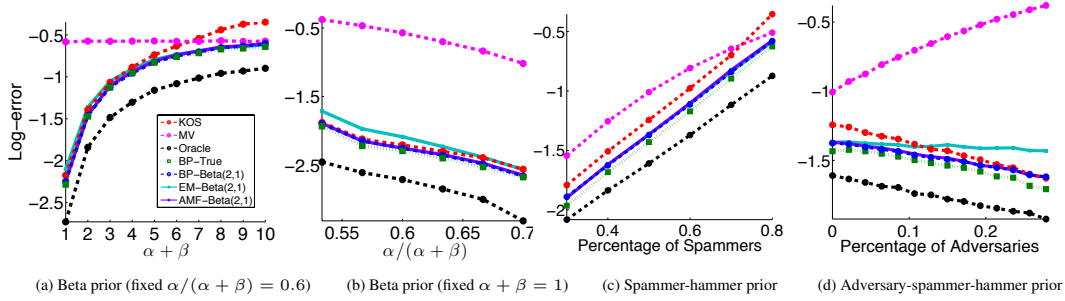 Log−error
−0.5
−1
−1.5
−2
−2.5
1 2 3 4 5 6 7 8 9 10
α + β
KOS
MV
Oracle
BP−True
BP−Beta(2,1)
EM−Beta(2,1)
AMF−Beta(2,1)
−0.5
−1.5
−2.5
0.55 0.6 0.65 0.7
α/(α + β)
−0.5
−1
−1.5
−2
0.4 0.6 0.8
Percentage of Spammers
−0.5
−1
−1.5
0 0.1 0.2
Percentage of Adversaries
(a) Beta prior (fixed α/(α + β) = 0.6)
(b) Beta prior (fixed α + β = 1)
(c) Spammer-hammer prior
(d) Adversary-spammer-hammer prior